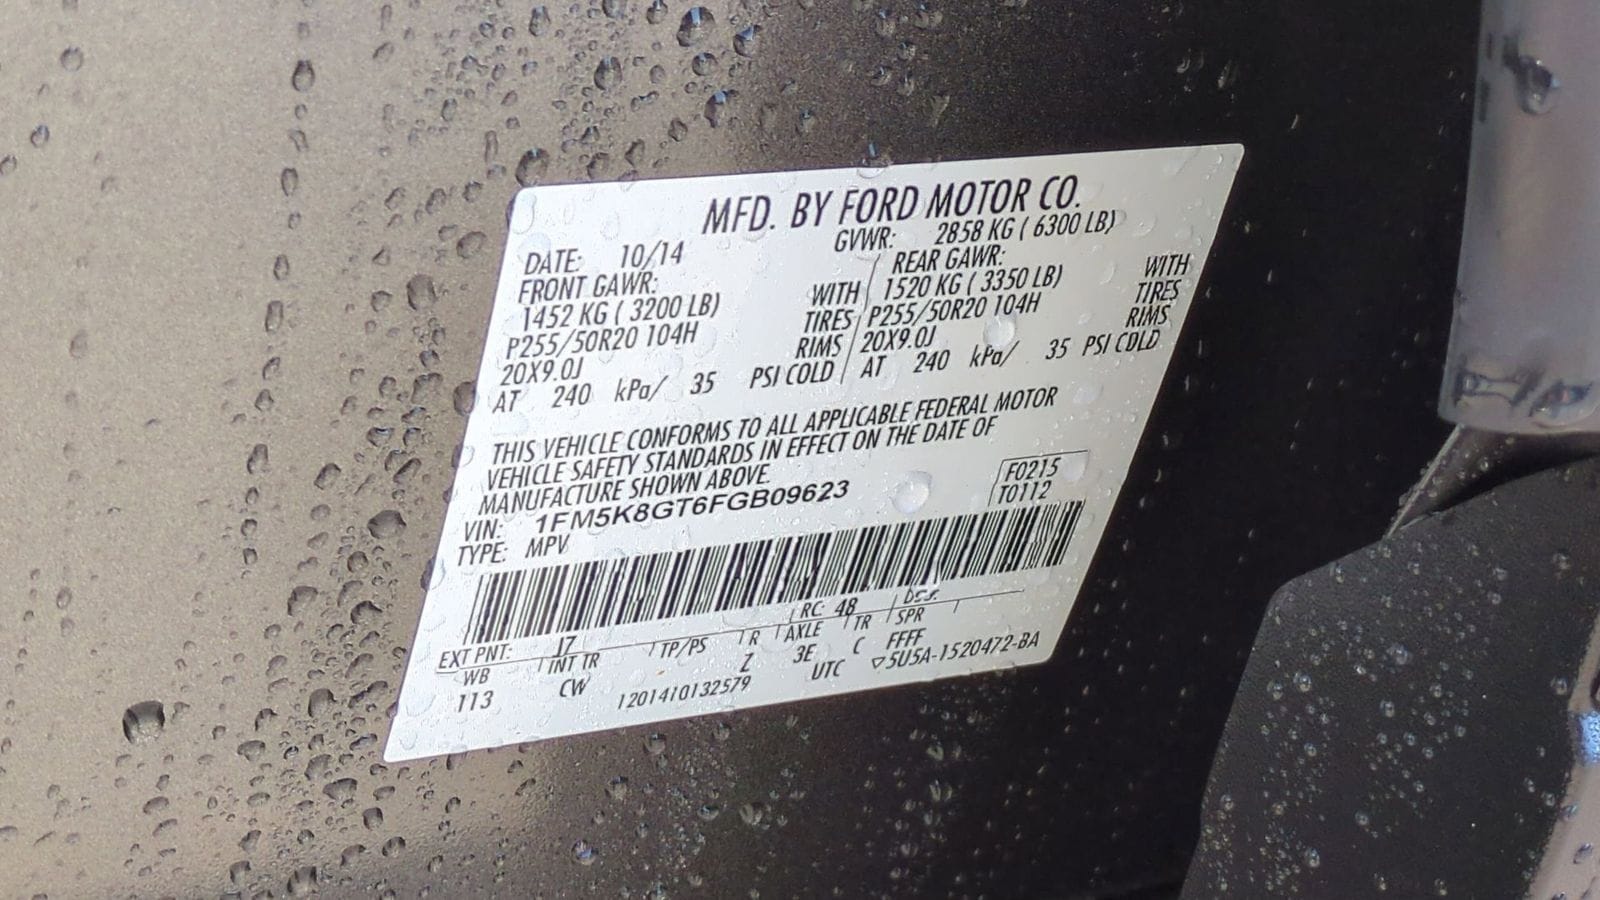 MFD. BY FORD MOTOR CO.
DATE: 10/14 GVWR: 2858 KG ( 6300 LB)
FRONT GAWR: REAR GAWR:
1452 KG ( 3200 LB) WITH 1520 KG ( 3350 LB) WITH
P255/50R20 104H TIRES P255/50R20 104H TIRES
20X9.0J RIMS 20X9.0J RIMS
AT 240 kPa/ 35 PSI COLD AT 240 kPa/ 35 PSI COLD
THIS VEHICLE CONFORMS TO ALL APPLICABLE FEDERAL MOTOR
VEHICLE SAFETY STANDARDS IN EFFECT ON THE DATE OF
MANUFACTURE SHOWN ABOVE.
F0215
VIN: 1FM5K8GT6FGB09623
T0112
TYPE: MPV
EXT PNT: J7 RC: 48 DSO:
WB INT TR TP/PS R AXLE TR SPR
113 CW Z 3E C FFFF
1201410132579 UTC ▽5U5A-1520472-BA